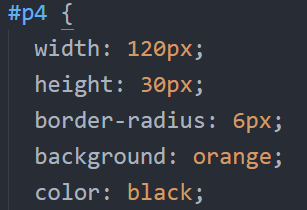 #p4 {
width: 120px;
height: 30px;
border-radius: 6px;
background: orange;
color: black;